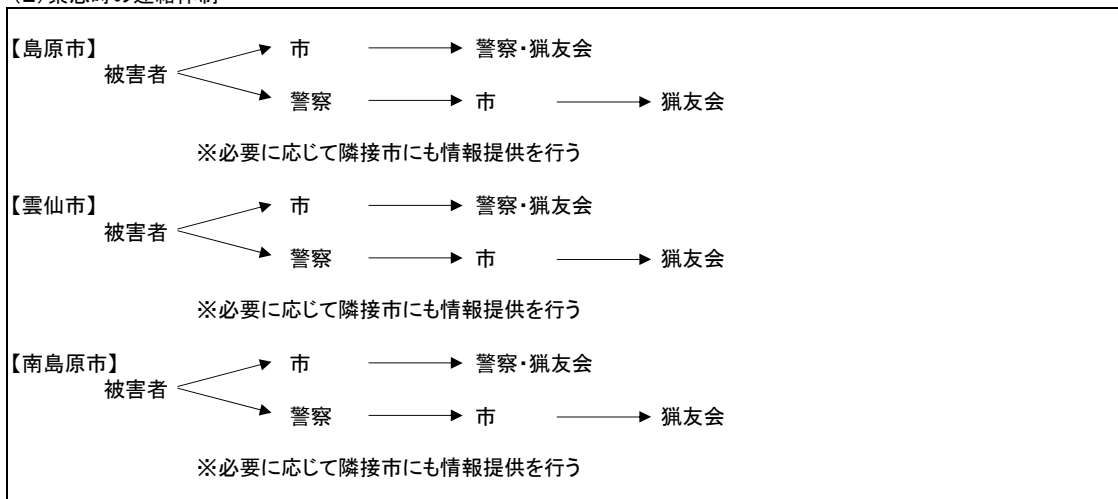 【島原市】 市 警察・猟友会
被害者
警察 市 猟友会
※必要に応じて隣接市にも情報提供を行う
【雲仙市】 市 警察・猟友会
被害者
警察 市 猟友会
※必要に応じて隣接市にも情報提供を行う
【南島原市】 市 警察・猟友会
被害者
警察 市 猟友会
※必要に応じて隣接市にも情報提供を行う